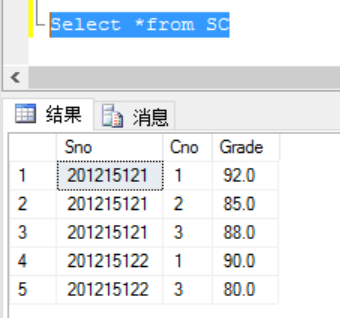 Select *from SC
结果 消息
Sno Cno Grade
1 201215121 1 92.0
2 201215121 2 85.0
3 201215121 3 88.0
4 201215122 1 90.0
5 201215122 3 80.0